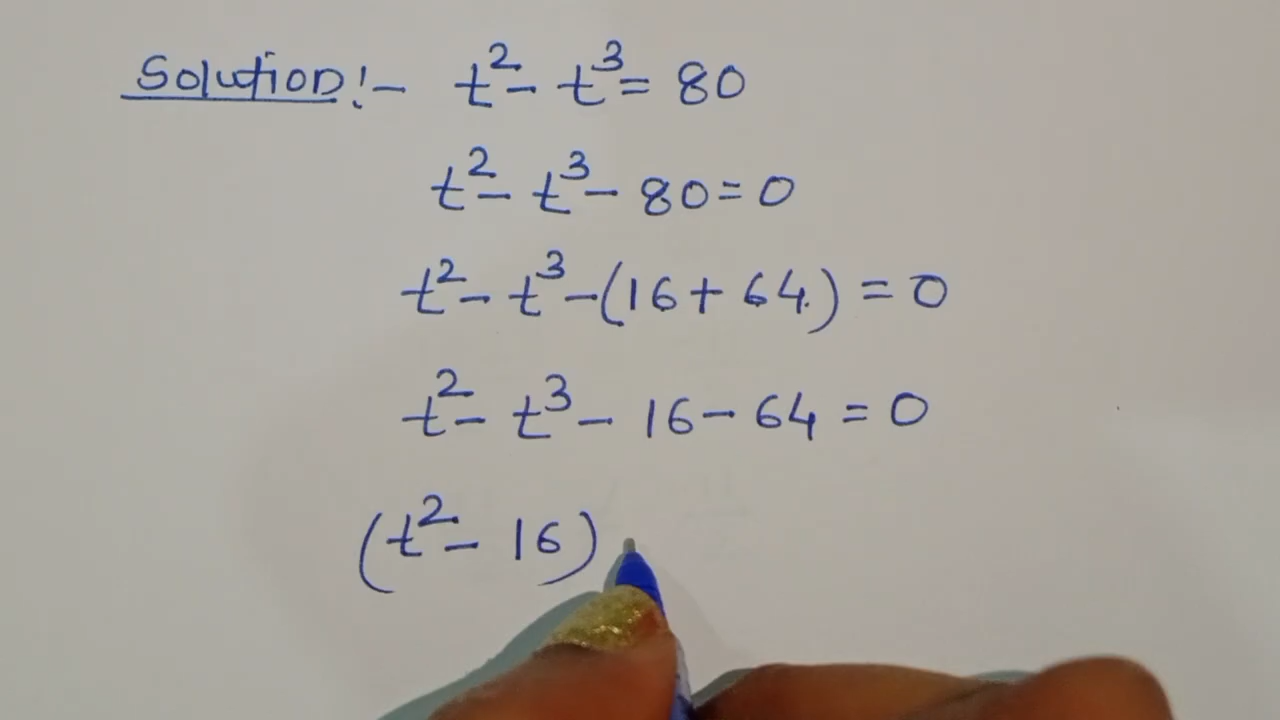 Solution!- t² - t³ = 80
t² - t³ - 80 = 0
t² - t³ - (16 + 64.) = 0
t² - t³ - 16 - 64 = 0
(t² - 16)